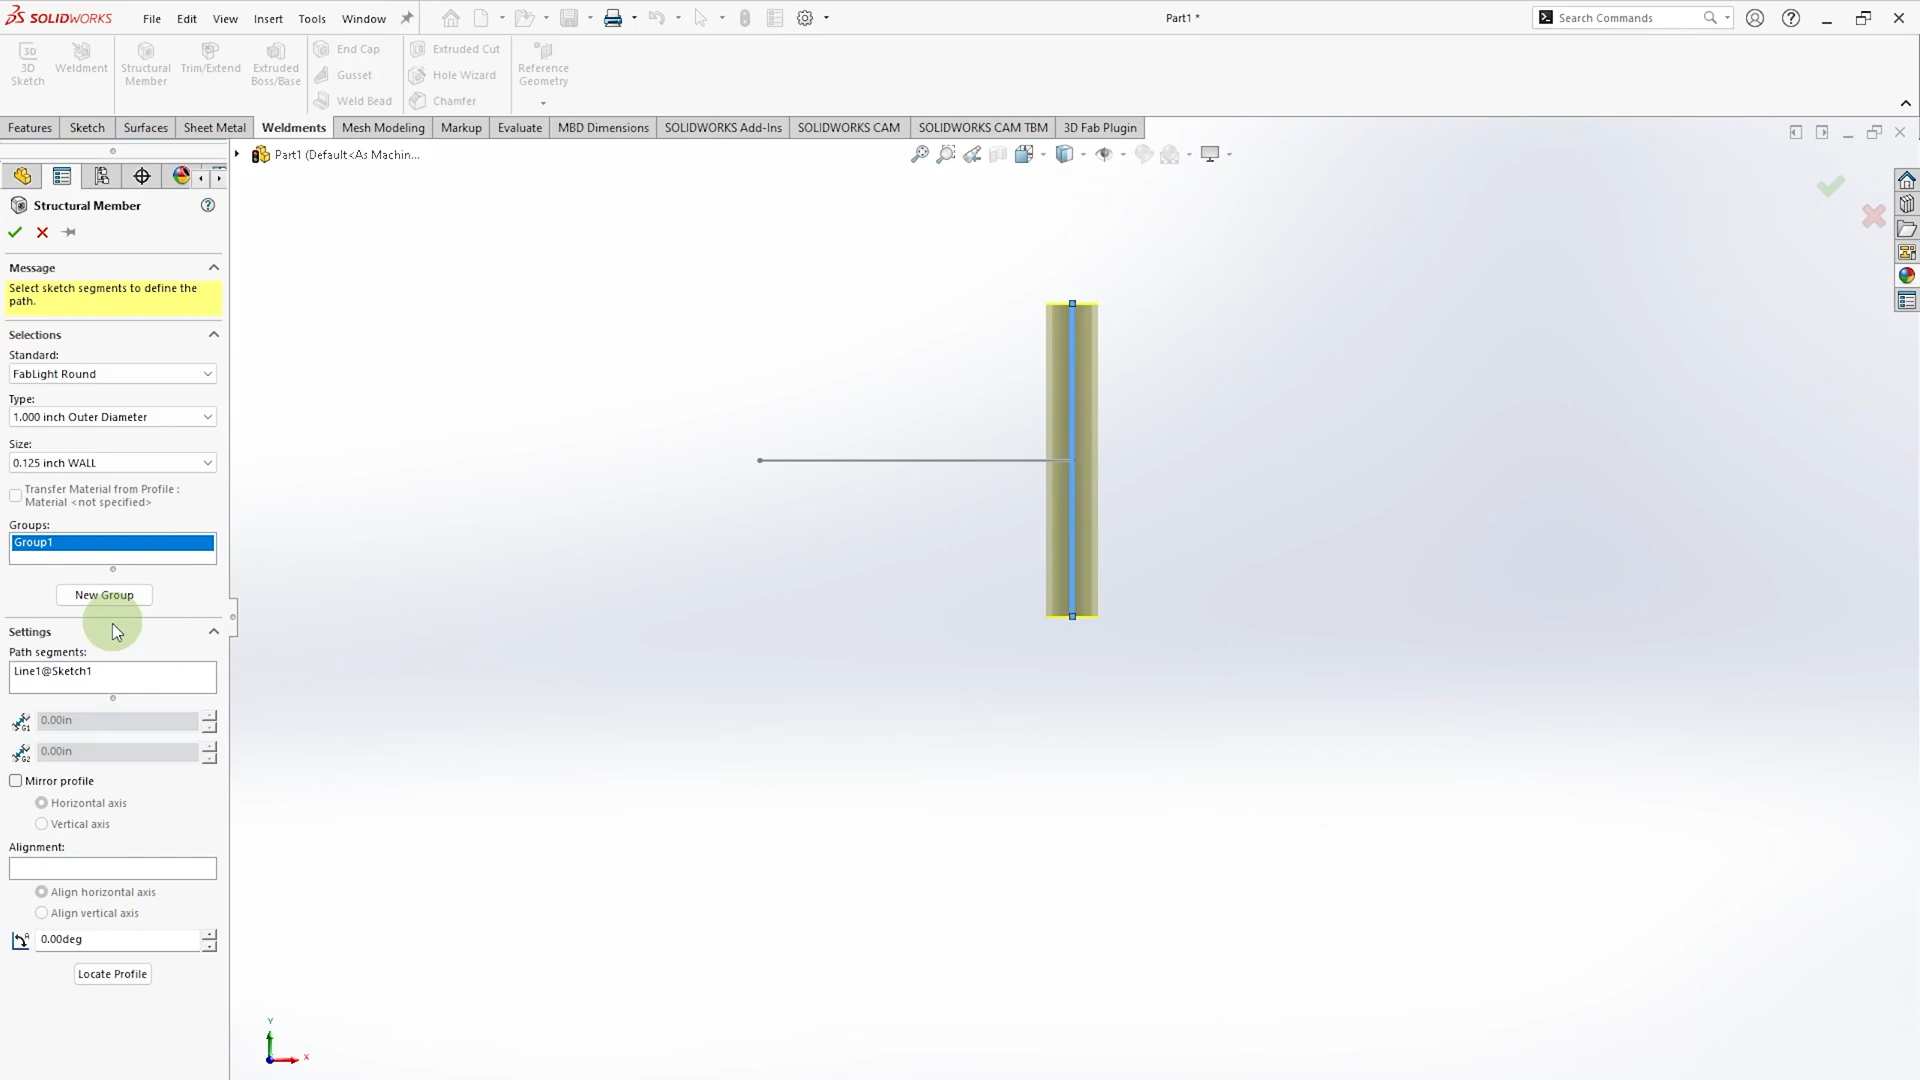 SOLIDWORKS
File
Edit
View
Insert
Tools
Window
Part1 *
Search Commands
3D
Sketch
Weldment
Structural
Member
Trim/Extend
Extruded
Boss/Base
End Cap
Gusset
Weld Bead
Extruded Cut
Hole Wizard
Chamfer
Reference
Geometry
Features
Sketch
Surfaces
Sheet Metal
Weldments
Mesh Modeling
Markup
Evaluate
MBD Dimensions
SOLIDWORKS Add-Ins
SOLIDWORKS CAM
SOLIDWORKS CAM TBM
3D Fab Plugin
Part1 (Default<As Machin...
Structural Member
Message
Select sketch segments to define the
path.
Selections
Standard:
FabLight Round
Type:
1.000 inch Outer Diameter
Size:
0.125 inch WALL
Transfer Material from Profile :
Material <not specified>
Groups:
Group1
New Group
Settings
Path segments:
Line1@Sketch1
G1
0.00in
G2
0.00in
Mirror profile
Horizontal axis
Vertical axis
Alignment:
Align horizontal axis
Align vertical axis
0.00deg
Locate Profile
Y
X